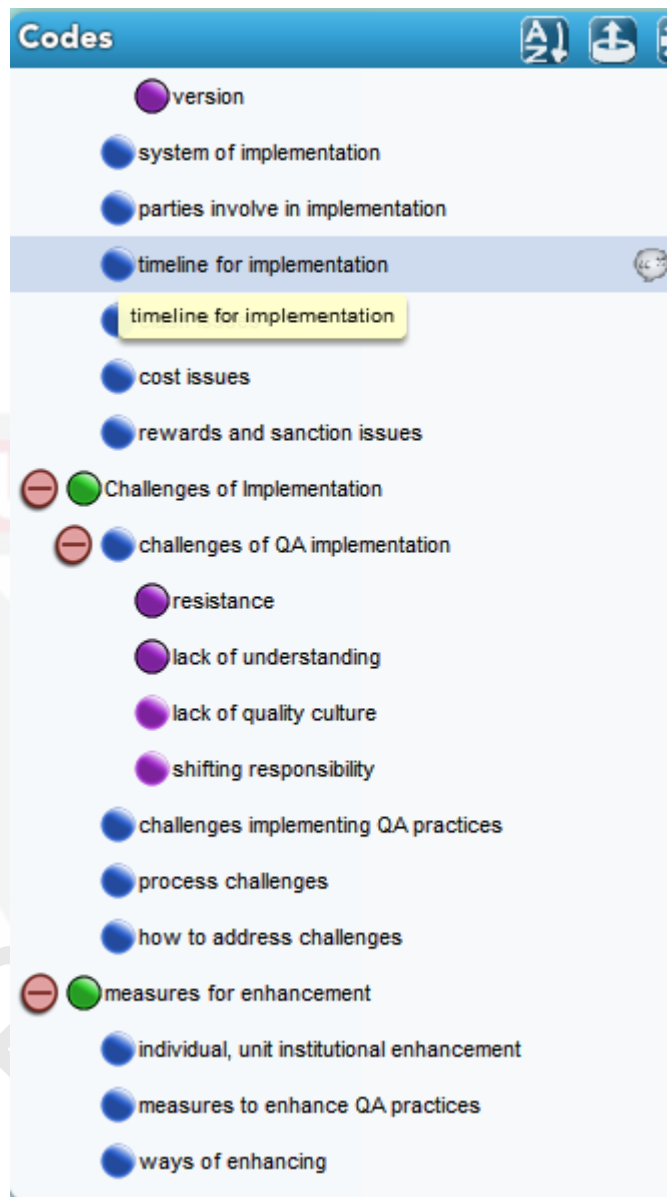 Codes
version
system of implementation
parties involve in implementation
timeline for implementation
timeline for implementation
cost issues
rewards and sanction issues
Challenges of Implementation
challenges of QA implementation
resistance
lack of understanding
lack of quality culture
shifting responsibility
challenges implementing QA practices
process challenges
how to address challenges
measures for enhancement
individual, unit institutional enhancement
measures to enhance QA practices
ways of enhancing